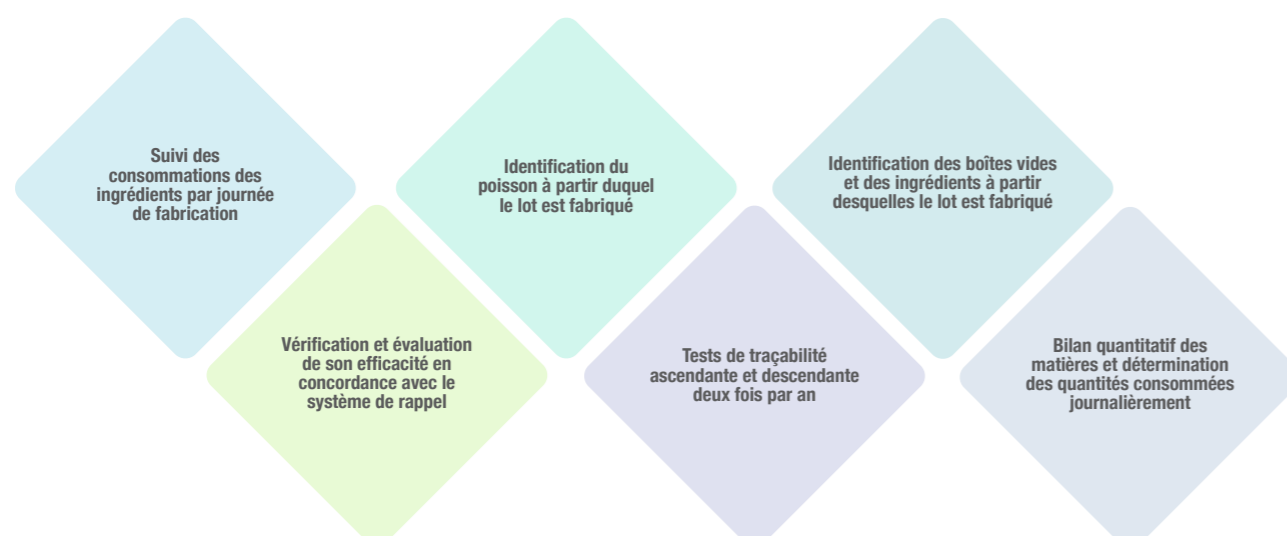 Suivi des
consommations des
ingrédients par journée
de fabrication
Identification du
poisson à partir duquel
le lot est fabriqué
Identification des boîtes vides
et des ingrédients à partir
desquelles le lot est fabriqué
Vérification et évaluation
de son efficacité en
concordance avec le
système de rappel
Tests de traçabilité
ascendante et descendante
deux fois par an
Bilan quantitatif des
matières et détermination
des quantités consommées
journalièrement